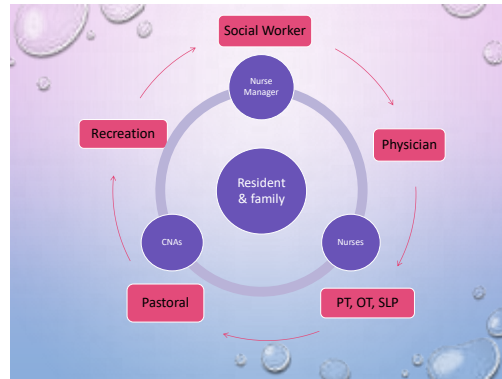 Social Worker
Nurse
Manager
Recreation
Physician
Resident
& family
CNAs
Nurses
Pastoral
PT, OT, SLP